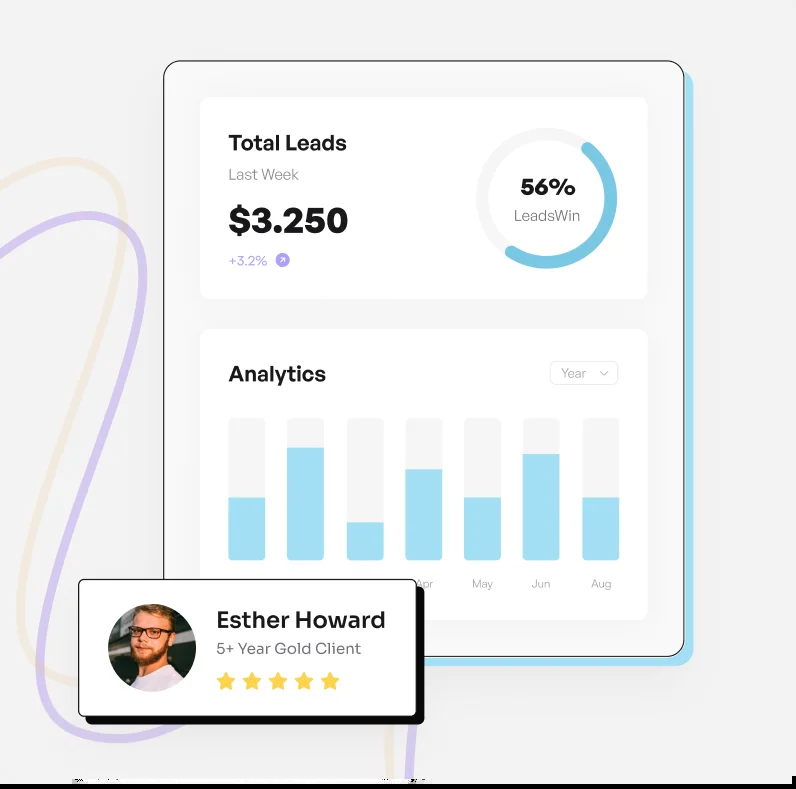 Total Leads
Last Week
$3.250
+3.2%
56%
LeadsWin
Analytics
Year
Apr May Jun Aug
Esther Howard
5+ Year Gold Client